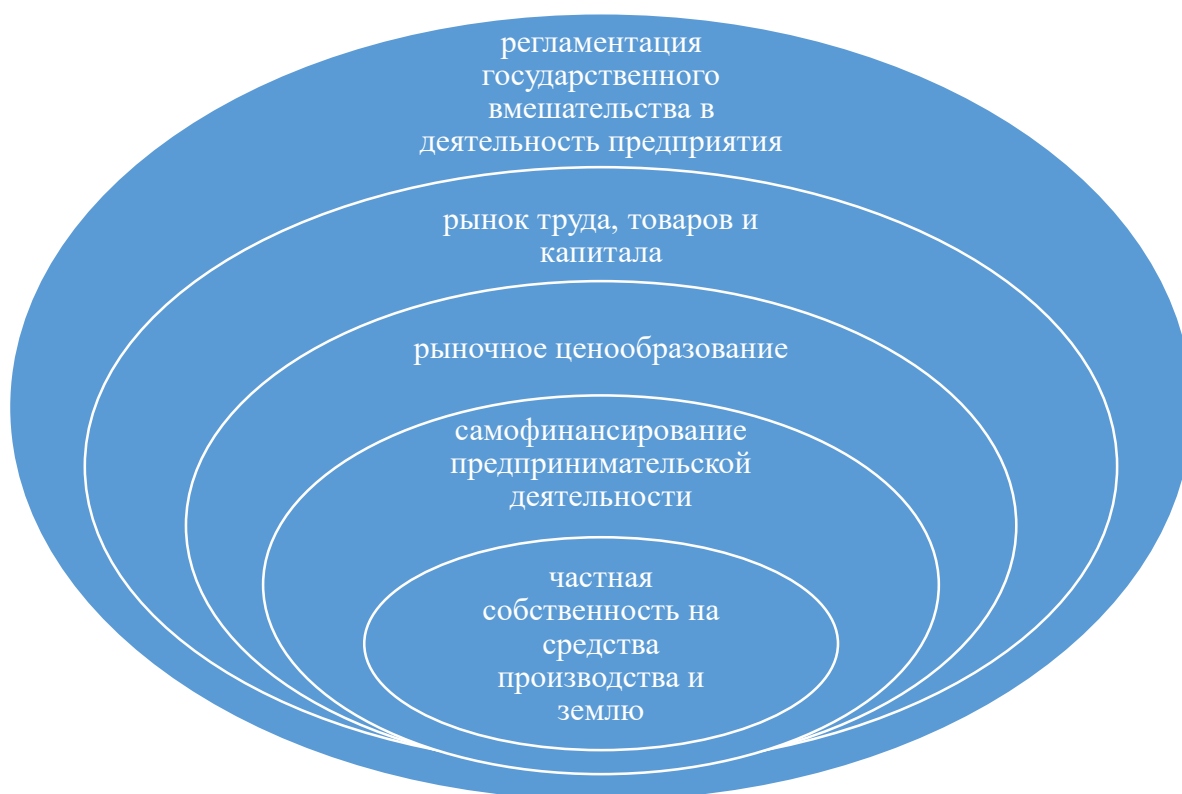 регламентация
государственного
вмешательства в
деятельность предприятия
рынок труда, товаров и
капитала
рыночное ценообразование
самофинансирование
предпринимательской
деятельности
частная
собственность на
средства
производства и
землю